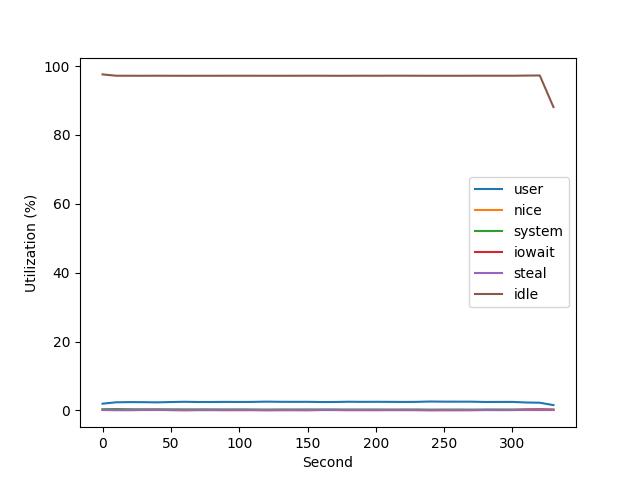 100
80
60
40
20
0
Utilization (%)
user
nice
system
iowait
steal
idle
0 50 100 150 200 250 300
Second